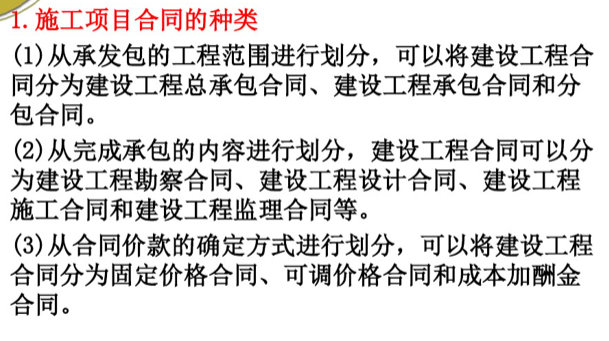 1.施工项目合同的种类
(1)从承发包的工程范围进行划分，可以将建设工程合
同分为建设工程总承包合同、建设工程承包合同和分
包合同。
(2)从完成承包的内容进行划分，建设工程合同可以分
为建设工程勘察合同、建设工程设计合同、建设工程
施工合同和建设工程监理合同等。
(3)从合同价款的确定方式进行划分，可以将建设工程
合同分为固定价格合同、可调价格合同和成本加酬金
合同。